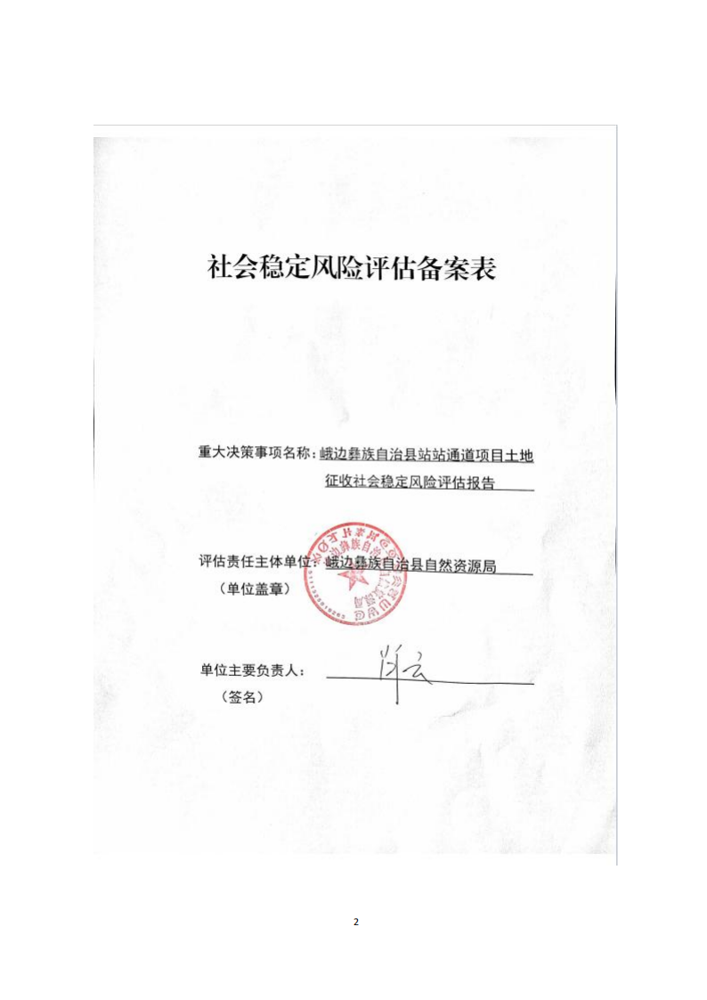 社会稳定风险评估备案表
重大决策事项名称：峨边彝族自治县站站通道项目土地
征收社会稳定风险评估报告
评估责任主体单位：峨边彝族自治县自然资源局
（单位盖章）
单位主要负责人：
（签名）
2